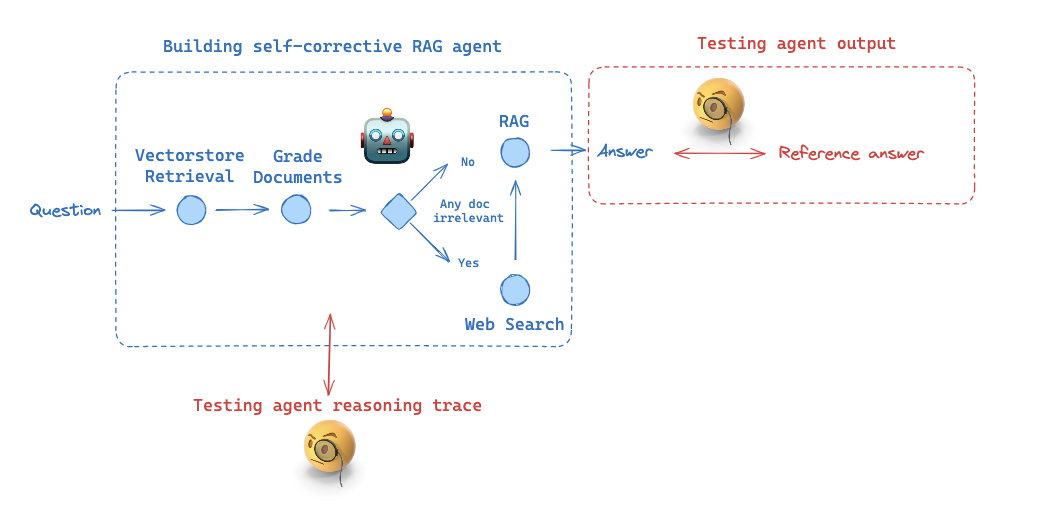 Building self-corrective RAG agent
Testing agent output
RAG
Vectorstore
Retrieval
Grade
Documents
No
Answer
Reference answer
Question
Any doc
irrelevant
Yes
Web Search
Testing agent reasoning trace